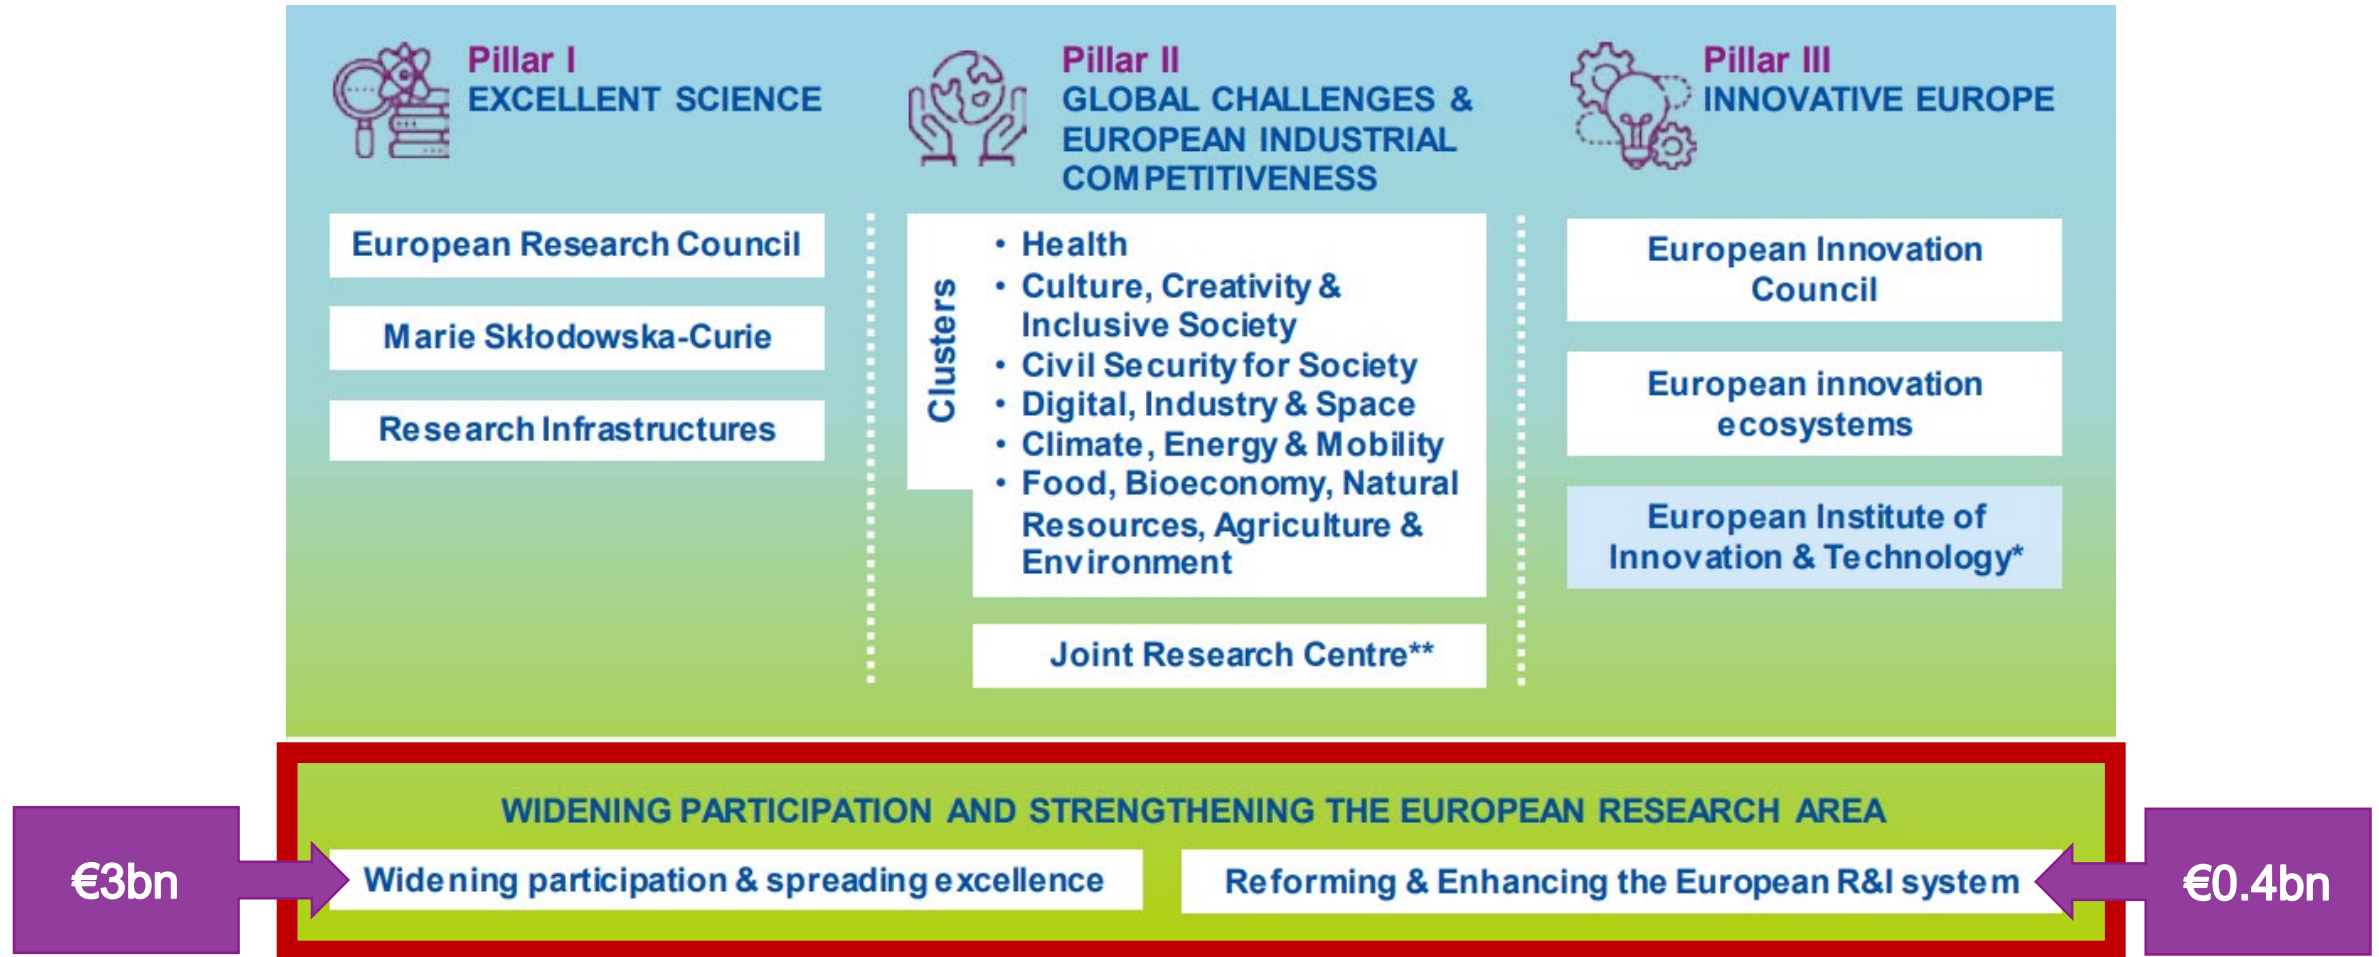 Pillar I
EXCELLENT SCIENCE
European Research Council
Marie Skłodowska-Curie
Research Infrastructures
Pillar II
GLOBAL CHALLENGES &
EUROPEAN INDUSTRIAL
COMPETITIVENESS
Clusters
• Health
• Culture, Creativity &
Inclusive Society
• Civil Security for Society
• Digital, Industry & Space
• Climate, Energy & Mobility
• Food, Bioeconomy, Natural
Resources, Agriculture &
Environment
Joint Research Centre**
Pillar III
INNOVATIVE EUROPE
European Innovation
Council
European innovation
ecosystems
European Institute of
Innovation & Technology*
WIDENING PARTICIPATION AND STRENGTHENING THE EUROPEAN RESEARCH AREA
€3bn
Widening participation & spreading excellence
Reforming & Enhancing the European R&I system
€0.4bn